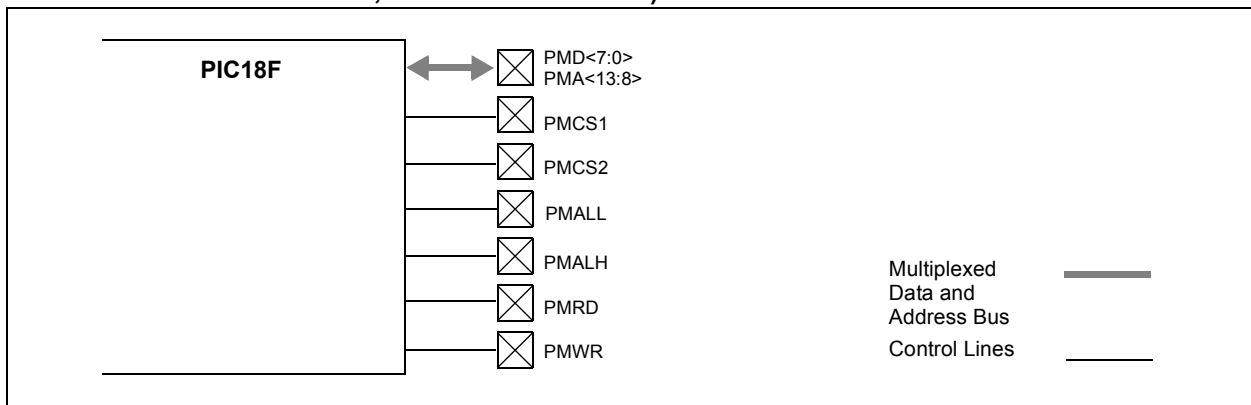 PIC18F
PMD<7:0>
PMA<13:8>
PMCS1
PMCS2
PMALL
PMALH
PMRD
PMWR
Multiplexed
Data and
Address Bus
Control Lines